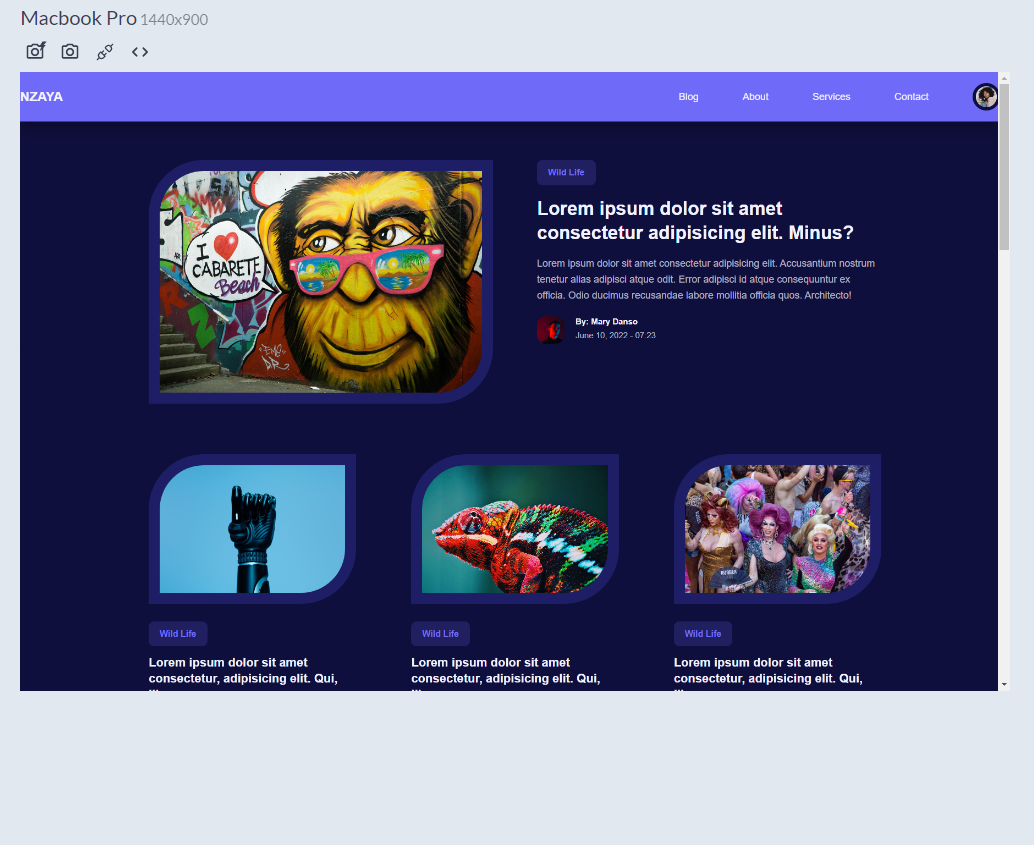 Macbook Pro 1440x900
NZAYA
Blog About Services Contact
I ❤ CABARETE Beach
Wild Life
Lorem ipsum dolor sit amet
consectetur adipisicing elit. Minus?
Lorem ipsum dolor sit amet consectetur adipisicing elit. Accusantium nostrum
tenetur alias adipisci atque odit. Error adipisci id atque consequuntur ex
officia. Odio ducimus recusandae labore mollitia officia quos. Architecto!
By: Mary Danso
June 10, 2022 - 07:23
Wild Life Wild Life Wild Life
Lorem ipsum dolor sit amet
consectetur, adipisicing elit. Qui,
Lorem ipsum dolor sit amet
consectetur, adipisicing elit. Qui,
Lorem ipsum dolor sit amet
consectetur, adipisicing elit. Qui,